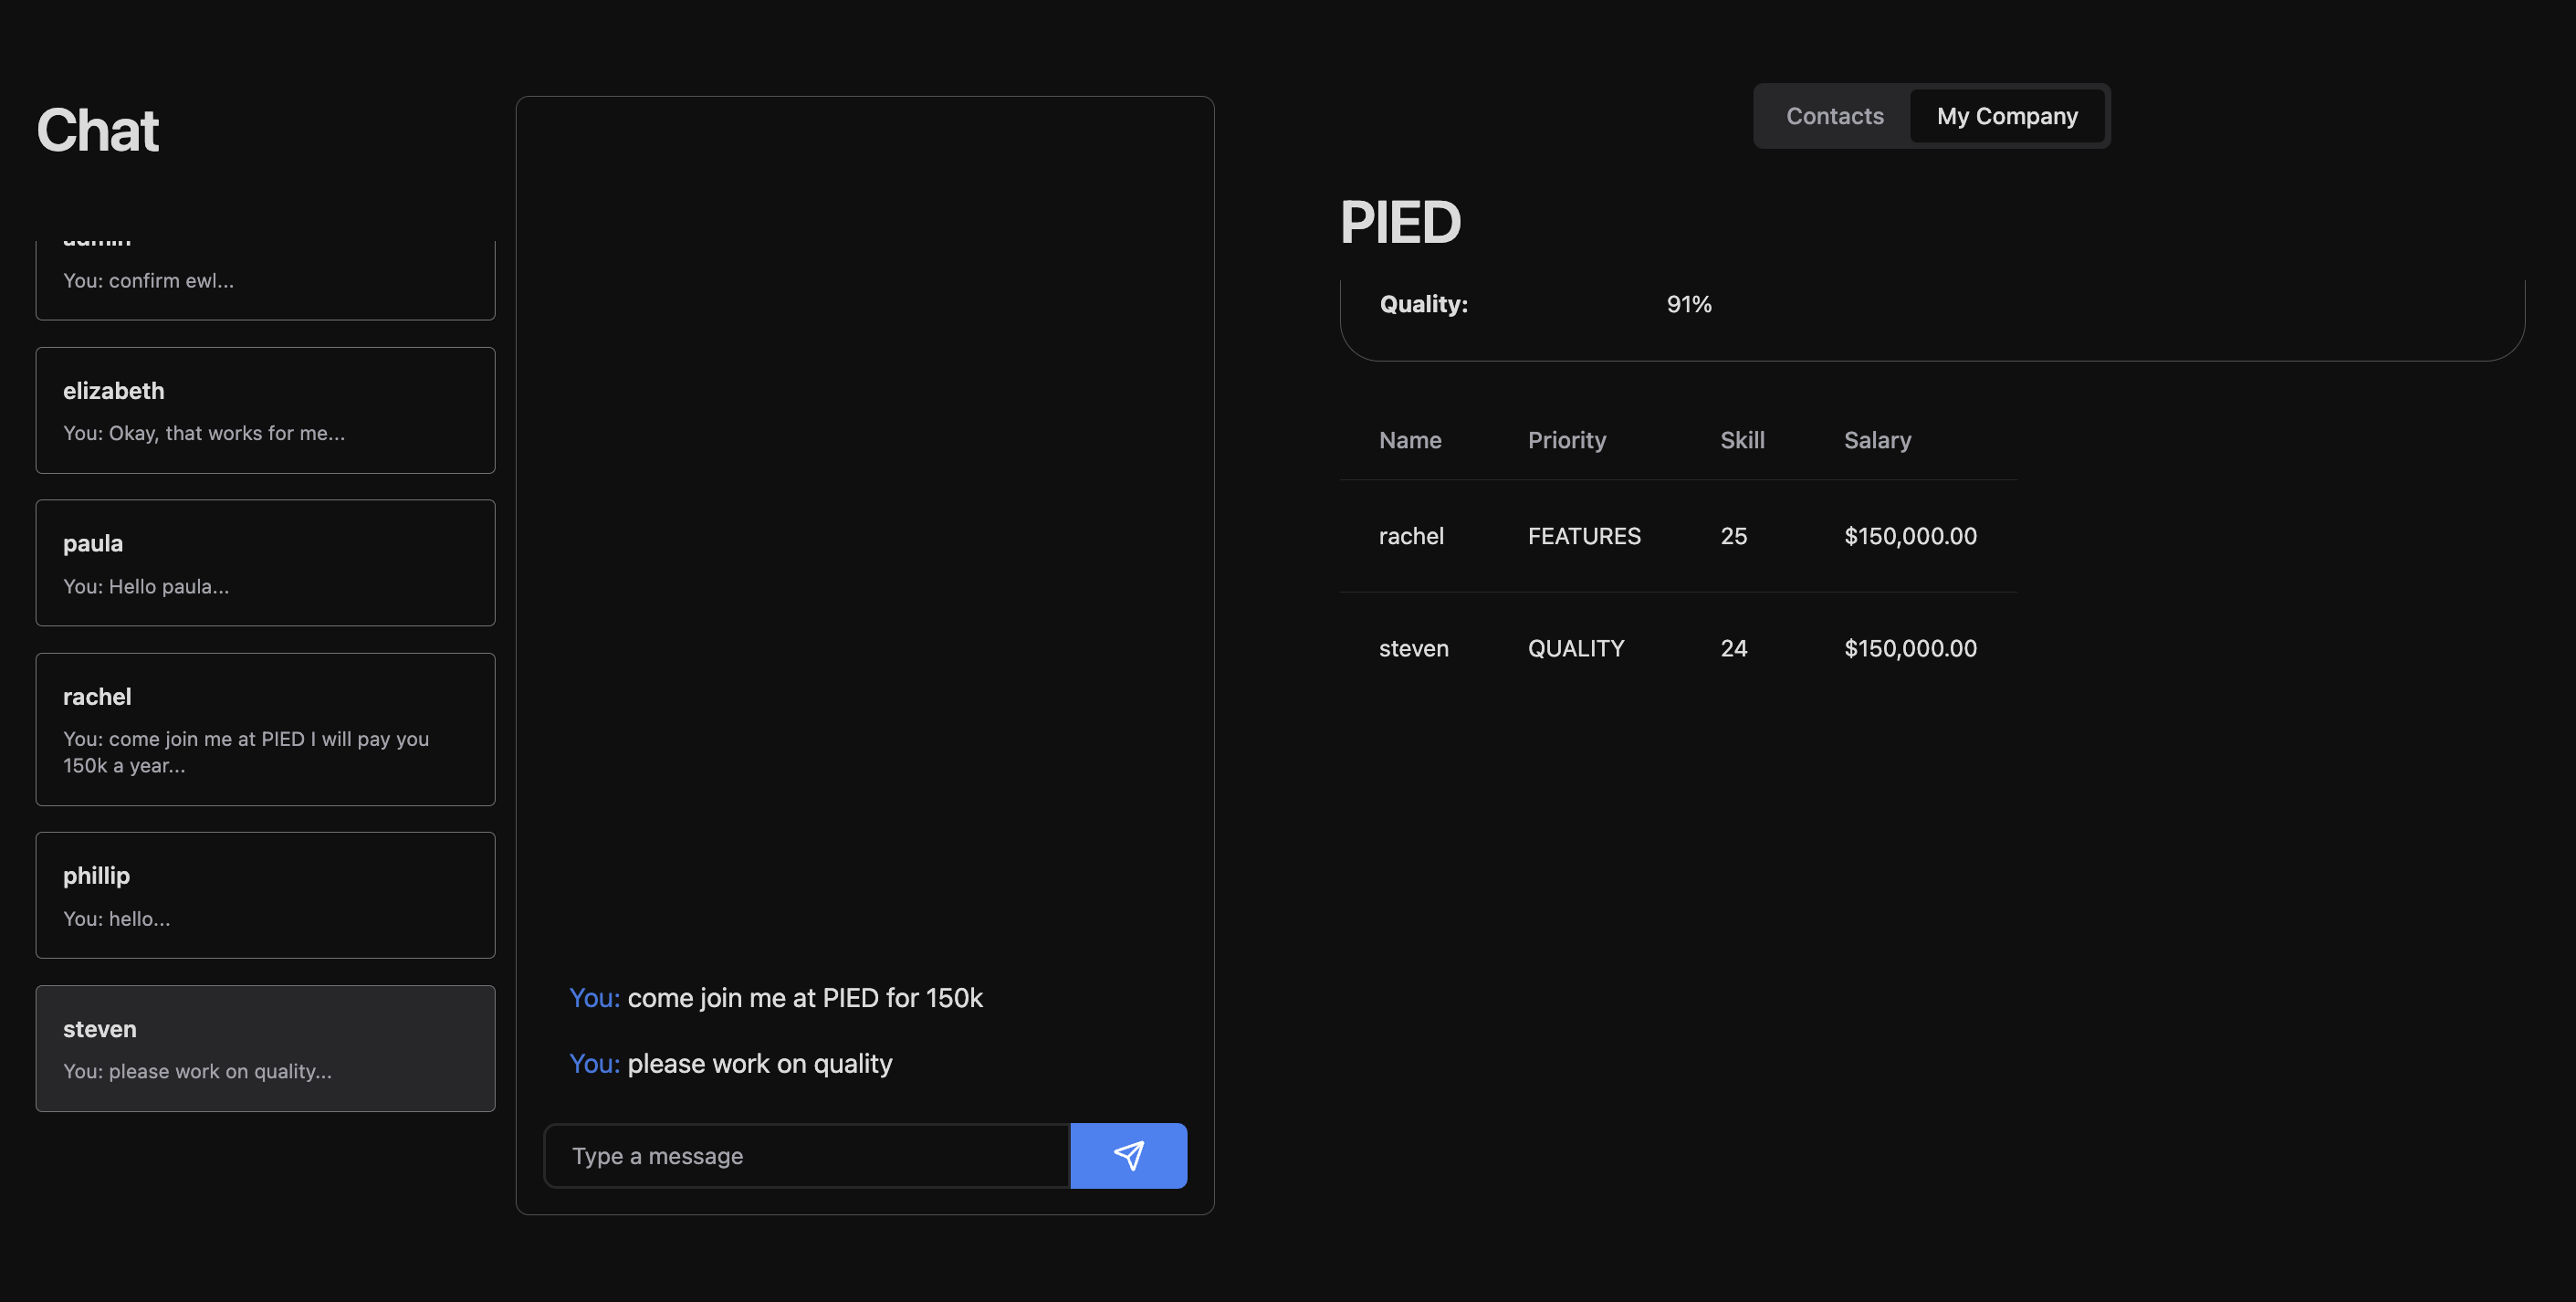 Chat
admin
You: confirm ewl...
elizabeth
You: Okay, that works for me...
paula
You: Hello paula...
rachel
You: come join me at PIED I will pay you
150k a year...
phillip
You: hello...
steven
You: please work on quality...
You: come join me at PIED for 150k
You: please work on quality
Type a message
Contacts My Company
PIED
Quality: 91%
Name Priority Skill Salary
rachel FEATURES 25 $150,000.00
steven QUALITY 24 $150,000.00